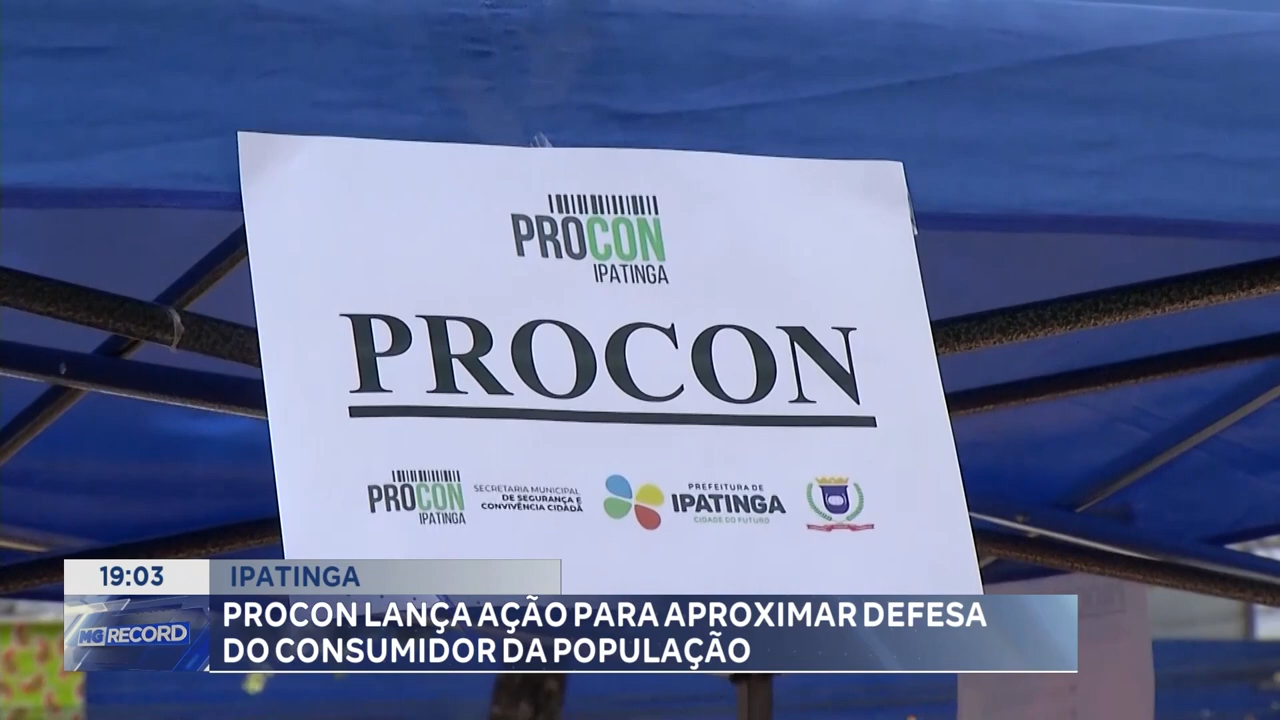 PROCON
IPATINGA
PROCON
PROCON
IPATINGA
SECRETARIA MUNICIPAL
DE SEGURANÇA E
CONVIVÊNCIA CIDADÃ
PREFEITURA DE
IPATINGA
CIDADE DO FUTURO
19:03
IPATINGA
MG RECORD
PROCON LANÇA AÇÃO PARA APROXIMAR DEFESA
DO CONSUMIDOR DA POPULAÇÃO